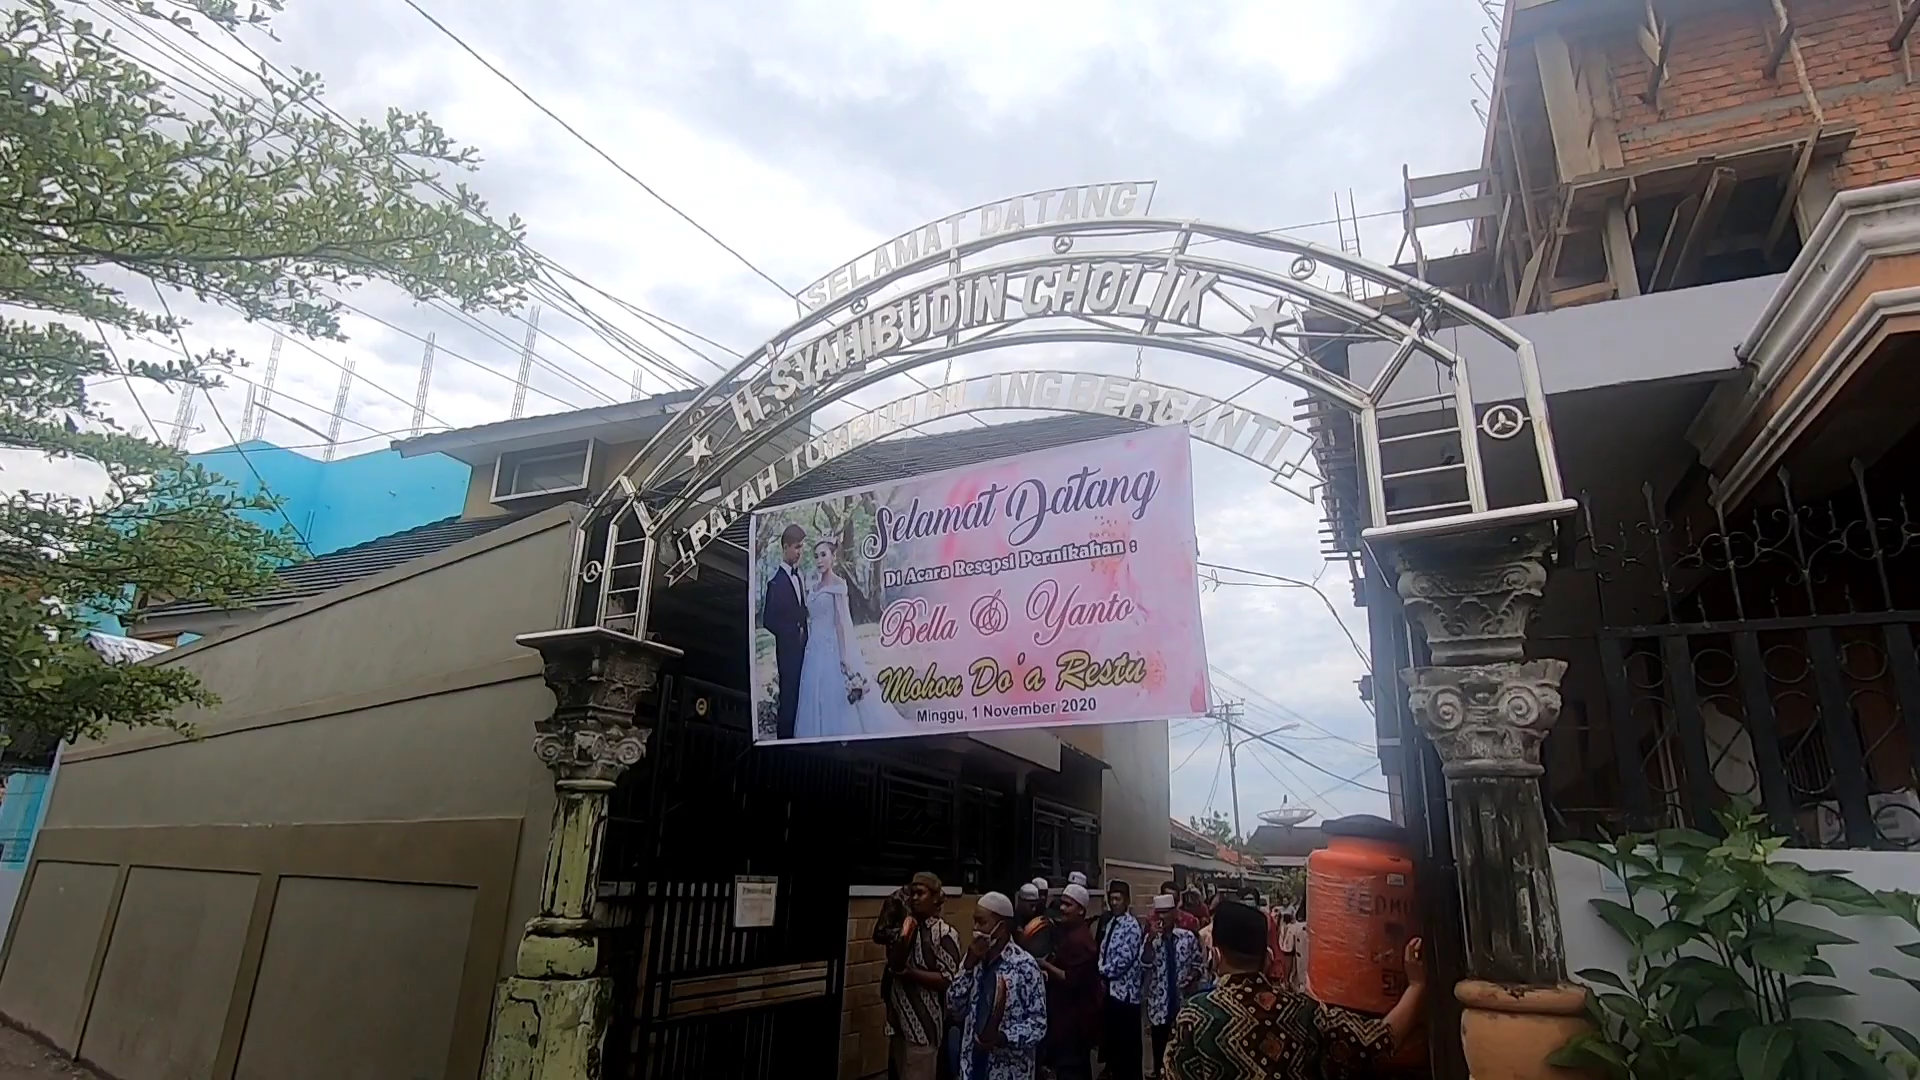 SELAMAT DATANG
H. SYAHIBUDIN CHOLIK
PATAH TUMBUH HILANG BERGANTI
Selamat Datang
Di Acara Resepsi Pernikahan :
Bella & Yanto
Mohon Do'a Restu
Minggu, 1 November 2020